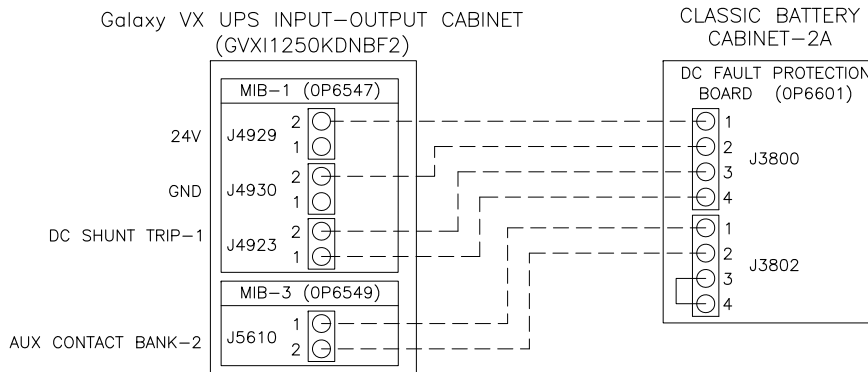 Galaxy VX UPS INPUT-OUTPUT CABINET
(GVXI1250KDNBF2)
MIB-1 (0P6547)
24V
J4929
2
1
GND
J4930
2
1
DC SHUNT TRIP-1
J4923
2
1
MIB-3 (0P6549)
AUX CONTACT BANK-2
J5610
1
2
CLASSIC BATTERY
CABINET-2A
DC FAULT PROTECTION
BOARD (0P6601)
1
2
3
4
J3800
1
2
3
4
J3802